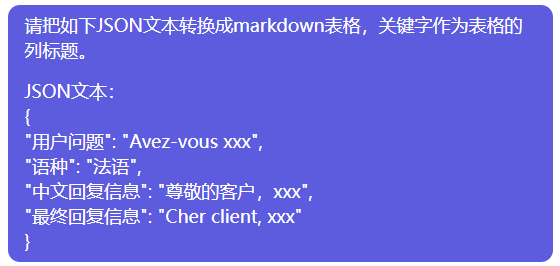 请把如下JSON文本转换成markdown表格，关键字作为表格的
列标题。
JSON文本：
{
"用户问题": "Avez-vous xxx",
"语种": "法语",
"中文回复信息": "尊敬的客户，xxx",
"最终回复信息": "Cher client, xxx"
}